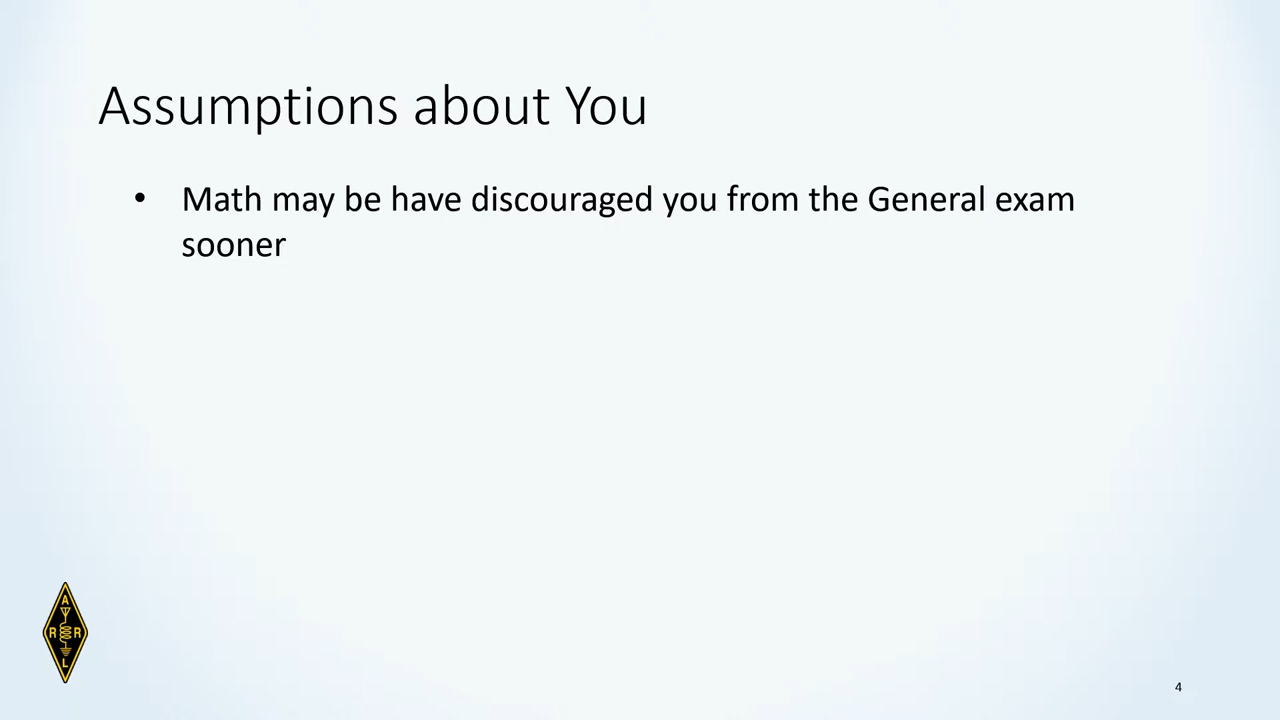 Assumptions about You
• Math may be have discouraged you from the General exam
sooner
A
R R
L
4